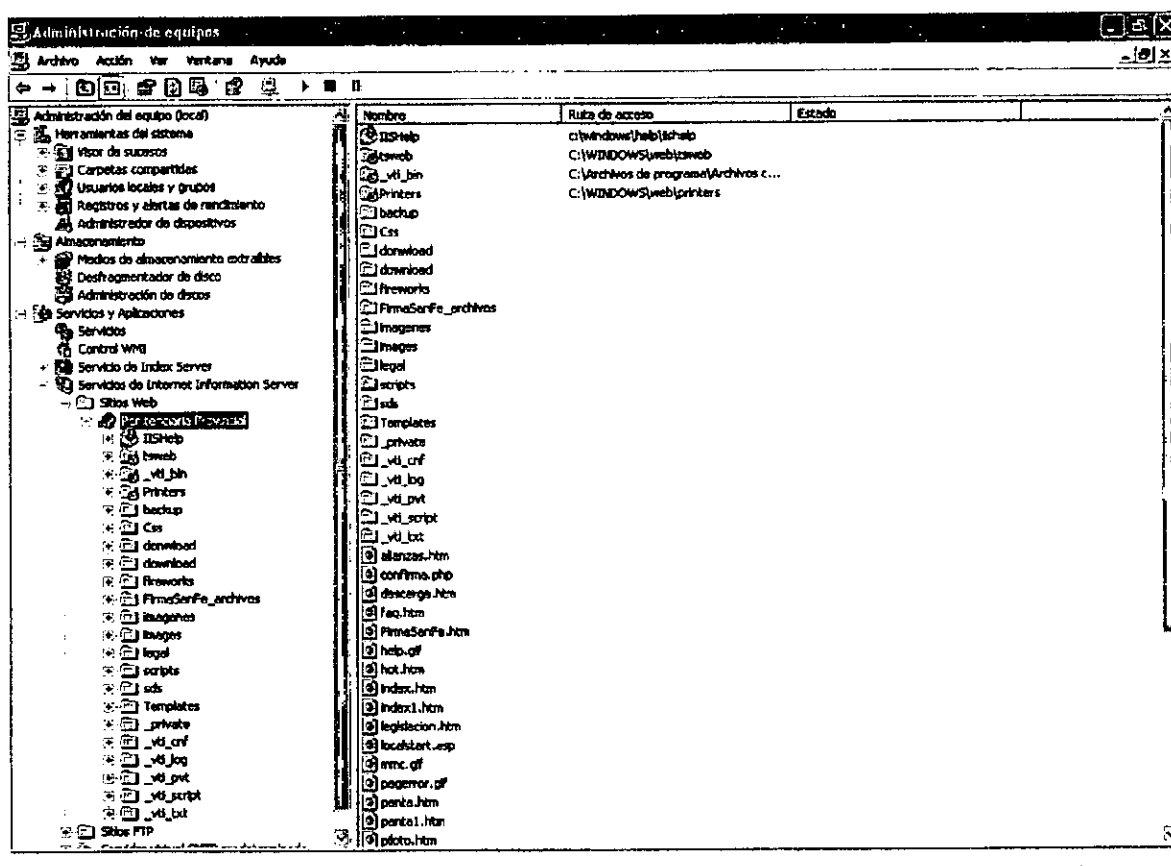 Administración de equipos
Archivo Acción Ver Ventana Ayuda
Administración del equipo (local)
Herramientas del sistema
Visor de sucesos
Carpetas compartidas
Usuarios locales y grupos
Registros y alertas de rendimiento
Administrador de dispositivos
Almacenamiento
Medios de almacenamiento extraíbles
Desfragmentador de disco
Administración de discos
Servicios y Aplicaciones
Servicios
Control WMI
Servicio de Index Server
Servicios de Internet Information Server
Sitios Web
IISHelp
tsweb
_vti_bin
Printers
backup
Css
donwload
download
fireworks
FirmaSanFe_archivos
imagenes
images
legal
scripts
sds
Templates
_private
_vti_cnf
_vti_log
_vti_pvt
_vti_script
_vti_txt
Sitios FTP
Nombre Ruta de acceso Estado
IISHelp c:\windows\help\iishelp
tsweb C:\WINDOWS\web\tsweb
_vti_bin C:\Archivos de programa\Archivos c...
Printers C:\WINDOWS\web\printers
backup
Css
donwload
download
fireworks
FirmaSanFe_archivos
imagenes
images
legal
scripts
sds
Templates
_private
_vti_cnf
_vti_log
_vti_pvt
_vti_script
_vti_txt
alianzas.htm
confirma.php
descarga.htm
faq.htm
FirmaSanFe.htm
help.gif
hot.htm
index.htm
index1.htm
legislacion.htm
localstart.asp
mmc.gif
pagerror.gif
panta.htm
panta1.htm
piloto.htm